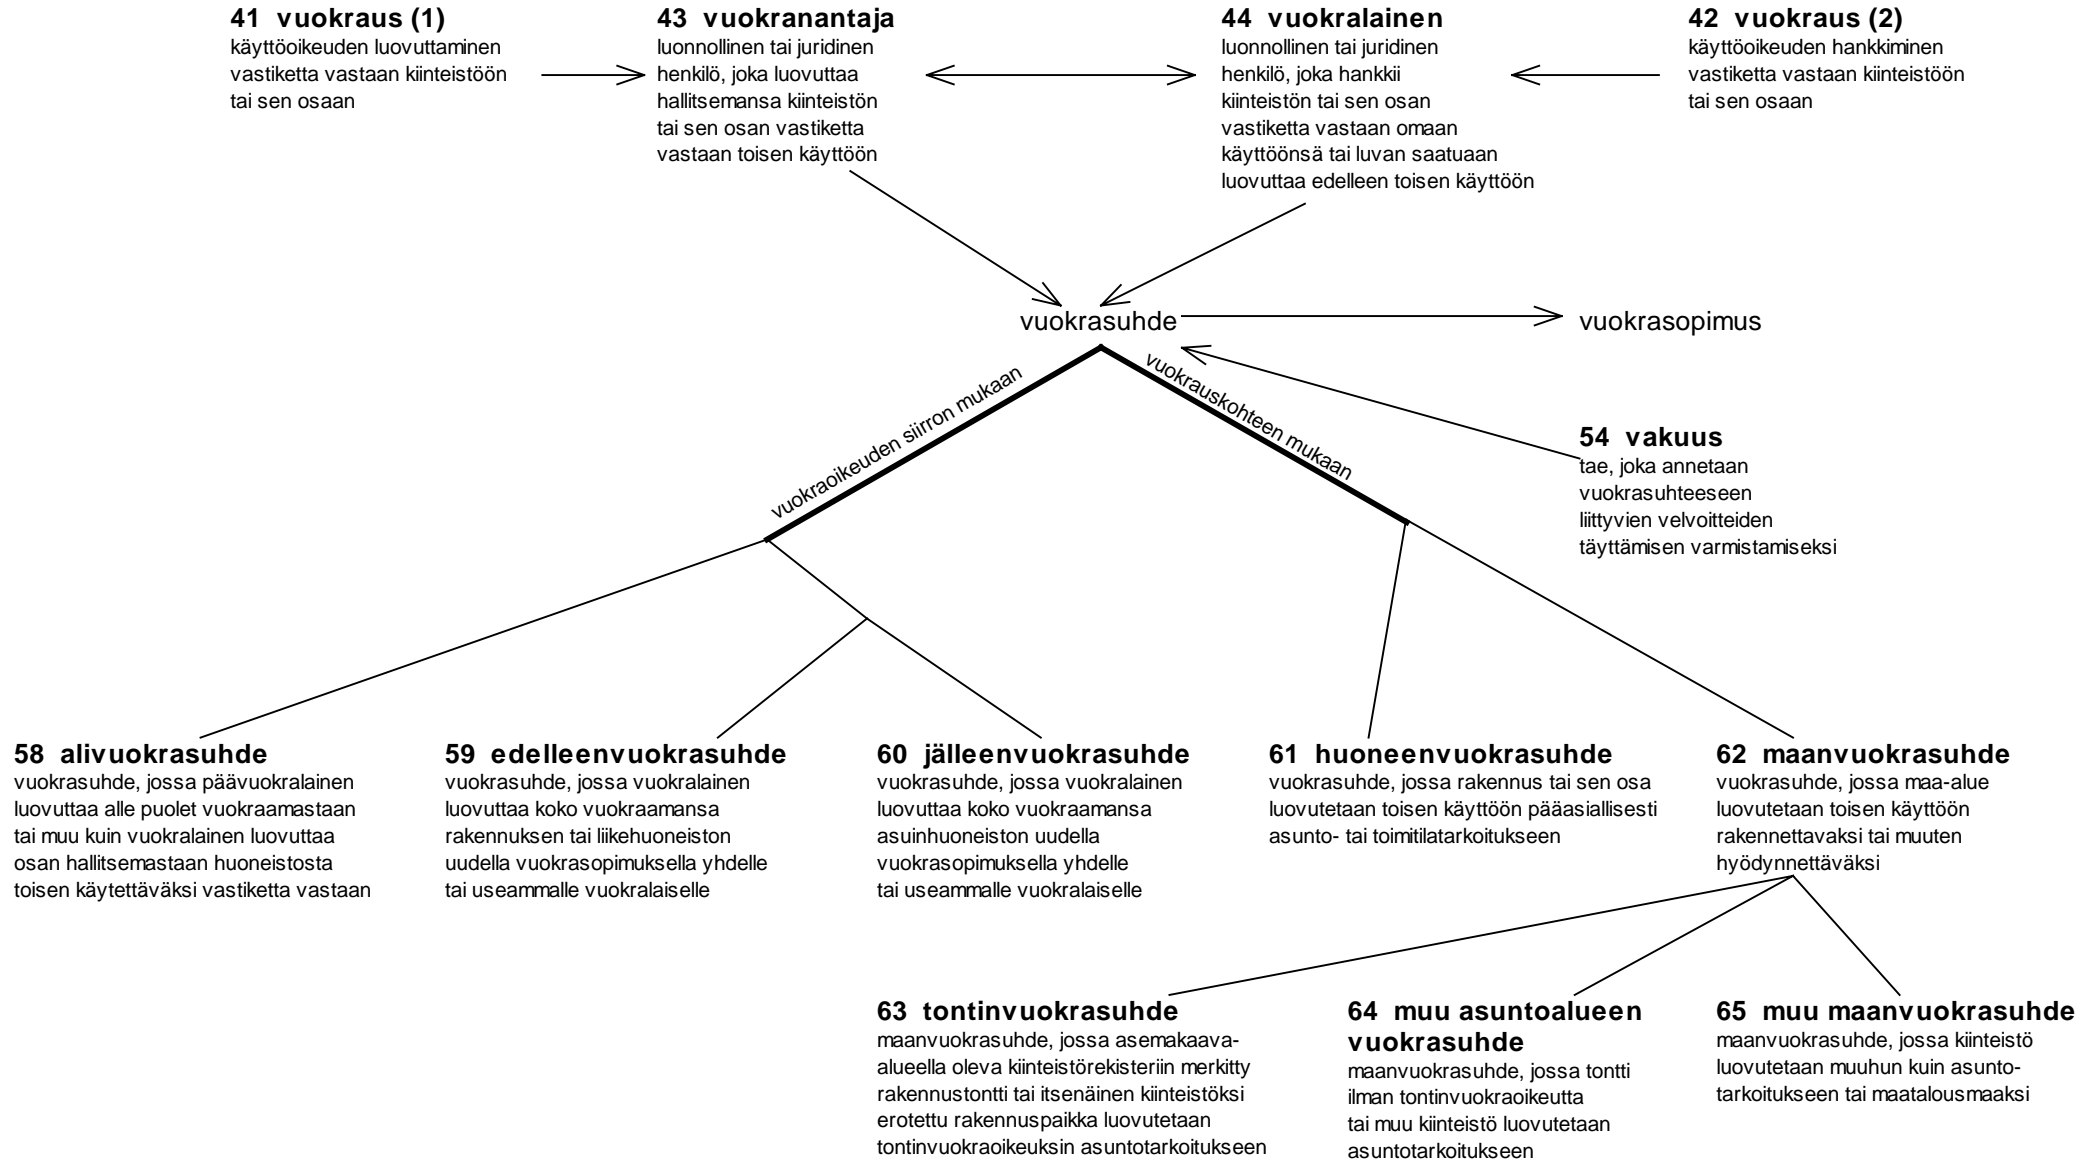 41 vuokraus (1)
käyttöoikeuden luovuttaminen
vastiketta vastaan kiinteistöön
tai sen osaan
43 vuokranantaja
luonnollinen tai juridinen
henkilö, joka luovuttaa
hallitsemansa kiinteistön
tai sen osan vastiketta
vastaan toisen käyttöön
44 vuokralainen
luonnollinen tai juridinen
henkilö, joka hankkii
kiinteistön tai sen osan
vastiketta vastaan omaan
käyttöönsä tai luvan saatuaan
luovuttaa edelleen toisen käyttöön
42 vuokraus (2)
käyttöoikeuden hankkiminen
vastiketta vastaan kiinteistöön
tai sen osaan
vuokrasuhde
vuokrasopimus
vuokraoikeuden siirron mukaan
vuokrauskohteen mukaan
54 vakuus
tae, joka annetaan
vuokrasuhteeseen
liittyvien velvoitteiden
täyttämisen varmistamiseksi
58 alivuokrasuhde
vuokrasuhde, jossa päävuokralainen
luovuttaa alle puolet vuokraamastaan
tai muu kuin vuokralainen luovuttaa
osan hallitsemastaan huoneistosta
toisen käytettäväksi vastiketta vastaan
59 edelleenvuokrasuhde
vuokrasuhde, jossa vuokralainen
luovuttaa koko vuokraamansa
rakennuksen tai liikehuoneiston
uudella vuokrasopimuksella yhdelle
tai useammalle vuokralaiselle
60 jälleenvuokrasuhde
vuokrasuhde, jossa vuokralainen
luovuttaa koko vuokraamansa
asuinhuoneiston uudella
vuokrasopimuksella yhdelle
tai useammalle vuokralaiselle
61 huoneenvuokrasuhde
vuokrasuhde, jossa rakennus tai sen osa
luovutetaan toisen käyttöön pääasiallisesti
asunto- tai toimitilatarkoitukseen
62 maanvuokrasuhde
vuokrasuhde, jossa maa-alue
luovutetaan toisen käyttöön
rakennettavaksi tai muuten
hyödynnettäväksi
63 tontinvuokrasuhde
maanvuokrasuhde, jossa asemakaava-
alueella oleva kiinteistörekisteriin merkitty
rakennustontti tai itsenäinen kiinteistöksi
erotettu rakennuspaikka luovutetaan
tontinvuokraoikeuksin asuntotarkoitukseen
64 muu asuntoalueen
vuokrasuhde
maanvuokrasuhde, jossa tontti
ilman tontinvuokraoikeutta
tai muu kiinteistö luovutetaan
asuntotarkoitukseen
65 muu maanvuokrasuhde
maanvuokrasuhde, jossa kiinteistö
luovutetaan muuhun kuin asunto-
tarkoitukseen tai maatalousmaaksi